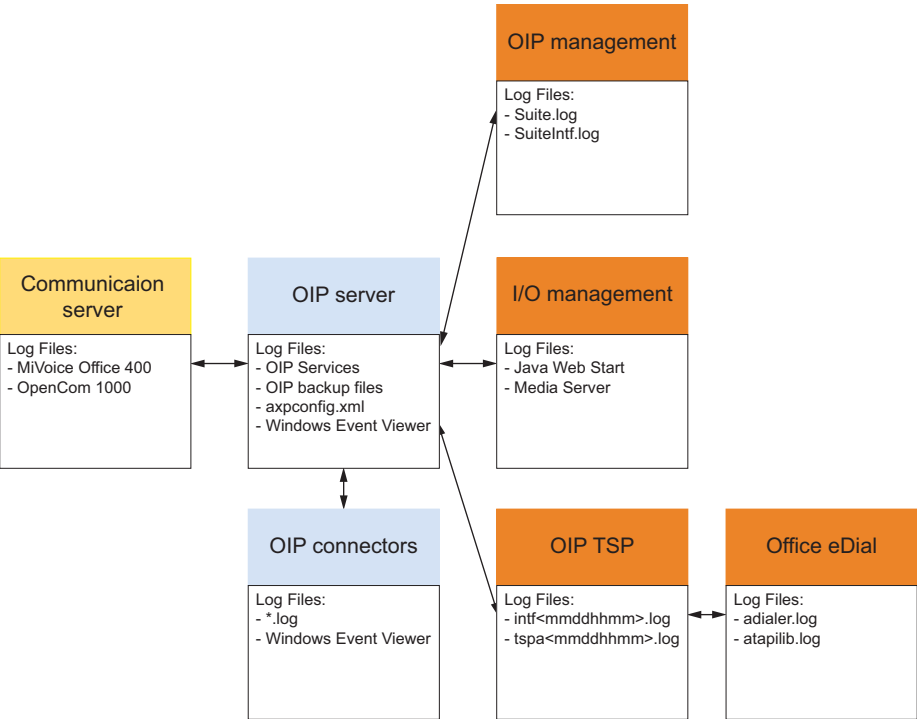 OIP management
Log Files:
- Suite.log
- SuiteIntf.log
Communicaion
server
Log Files:
- MiVoice Office 400
- OpenCom 1000
OIP server
Log Files:
- OIP Services
- OIP backup files
- axpconfig.xml
- Windows Event Viewer
I/O management
Log Files:
- Java Web Start
- Media Server
OIP connectors
Log Files:
- *.log
- Windows Event Viewer
OIP TSP
Log Files:
- intf<mmddhhmm>.log
- tspa<mmddhhmm>.log
Office eDial
Log Files:
- adialer.log
- atapilib.log